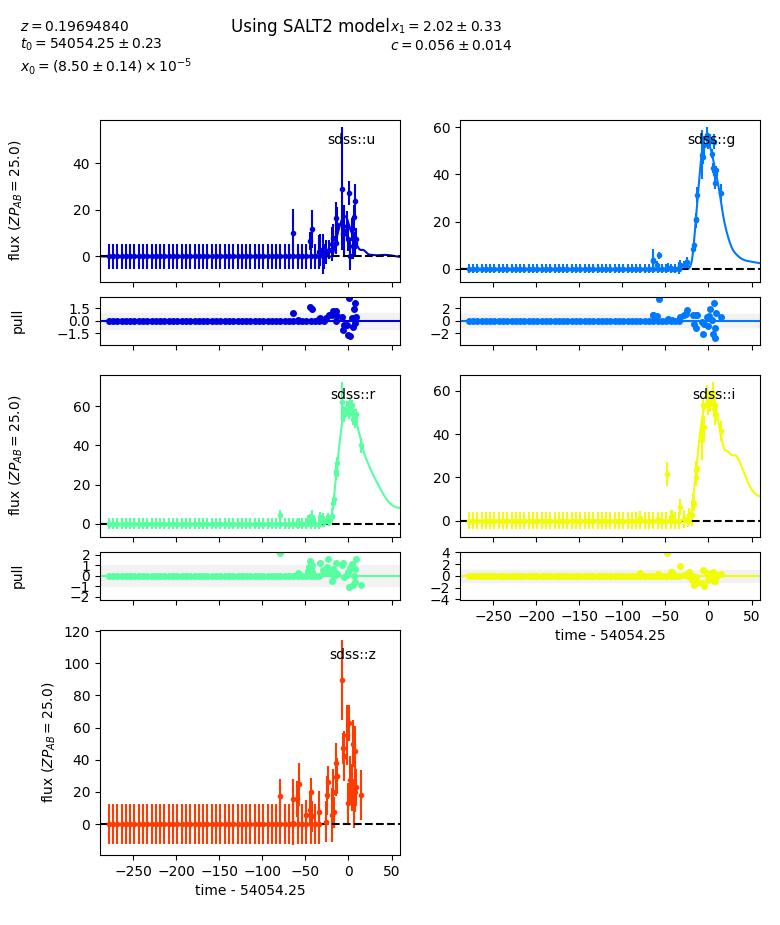 z = 0.19694840
t0 = 54054.25 ± 0.23
x0 = (8.50 ± 0.14) × 10^−5
Using SALT2 model
x1 = 2.02 ± 0.33
c = 0.056 ± 0.014
sdss::u
flux (ZP_AB = 25.0)
40
20
0
sdss::g
60
40
20
0
pull
1.5
0.0
−1.5
2
0
−2
sdss::r
flux (ZP_AB = 25.0)
60
40
20
0
sdss::i
60
40
20
0
pull
2
1
0
−1
−2
4
2
0
−2
−4
−250 −200 −150 −100 −50 0 50
time - 54054.25
sdss::z
flux (ZP_AB = 25.0)
120
100
80
60
40
20
0
−250 −200 −150 −100 −50 0 50
time - 54054.25